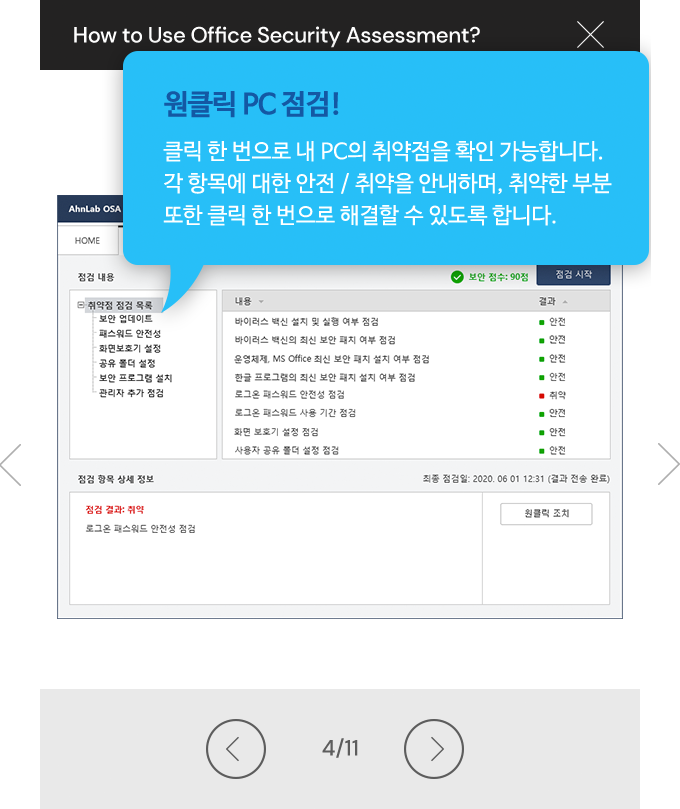 How to Use Office Security Assessment?
원클릭 PC 점검!
클릭 한 번으로 내 PC의 취약점을 확인 가능합니다.
각 항목에 대한 안전 / 취약을 안내하며, 취약한 부분
또한 클릭 한 번으로 해결할 수 있도록 합니다.
AhnLab OSA
HOME
점검 내용
보안 점수: 90점
점검 시작
취약점 점검 목록
보안 업데이트
패스워드 안전성
화면보호기 설정
공유 폴더 설정
보안 프로그램 설치
관리자 추가 점검
내용 결과
바이러스 백신 설치 및 실행 여부 점검 안전
바이러스 백신의 최신 보안 패치 여부 점검 안전
운영체제, MS Office 최신 보안 패치 설치 여부 점검 안전
한글 프로그램의 최신 보안 패치 설치 여부 점검 안전
로그온 패스워드 안전성 점검 취약
로그온 패스워드 사용 기간 점검 안전
화면 보호기 설정 점검 안전
사용자 공유 폴더 설정 점검 안전
점검 항목 상세 정보
최종 점검일: 2020. 06 01 12:31 (결과 전송 완료)
점검 결과: 취약
로그온 패스워드 안전성 점검
원클릭 조치
4/11